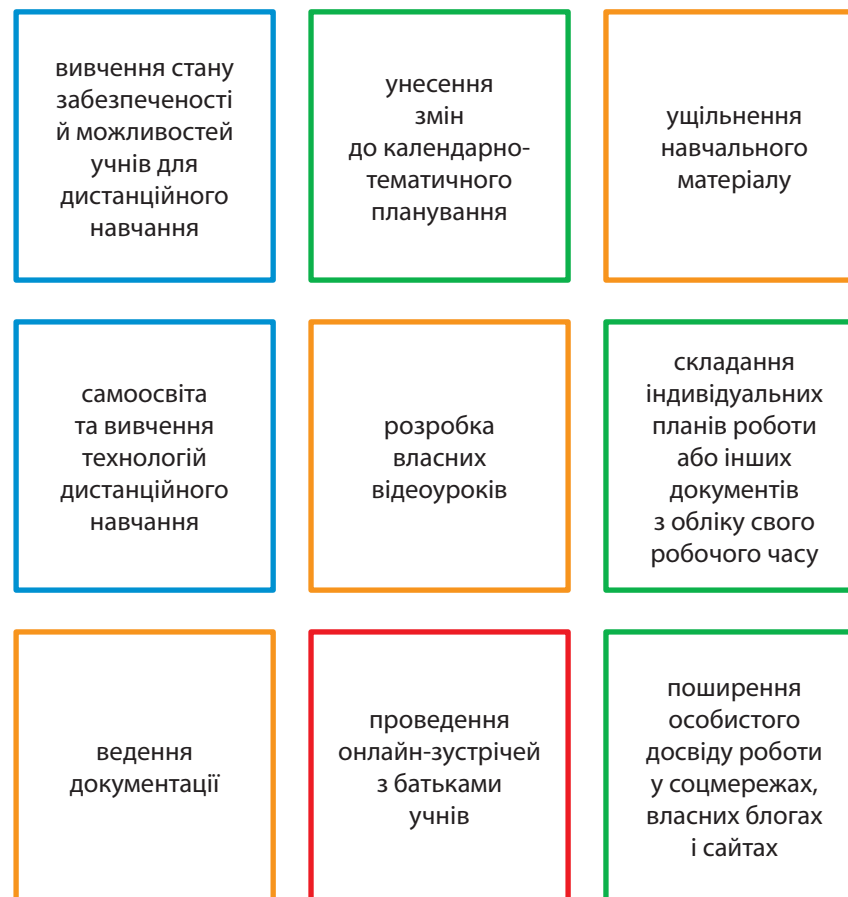 вивчення стану
забезпеченості
й можливостей
учнів для
дистанційного
навчання
унесення
змін
до календарно-
тематичного
планування
ущільнення
навчального
матеріалу
самоосвіта
та вивчення
технологій
дистанційного
навчання
розробка
власних
відеоуроків
складання
індивідуальних
планів роботи
або інших
документів
з обліку свого
робочого часу
ведення
документації
проведення
онлайн-зустрічей
з батьками
учнів
поширення
особистого
досвіду роботи
у соцмережах,
власних блогах
і сайтах